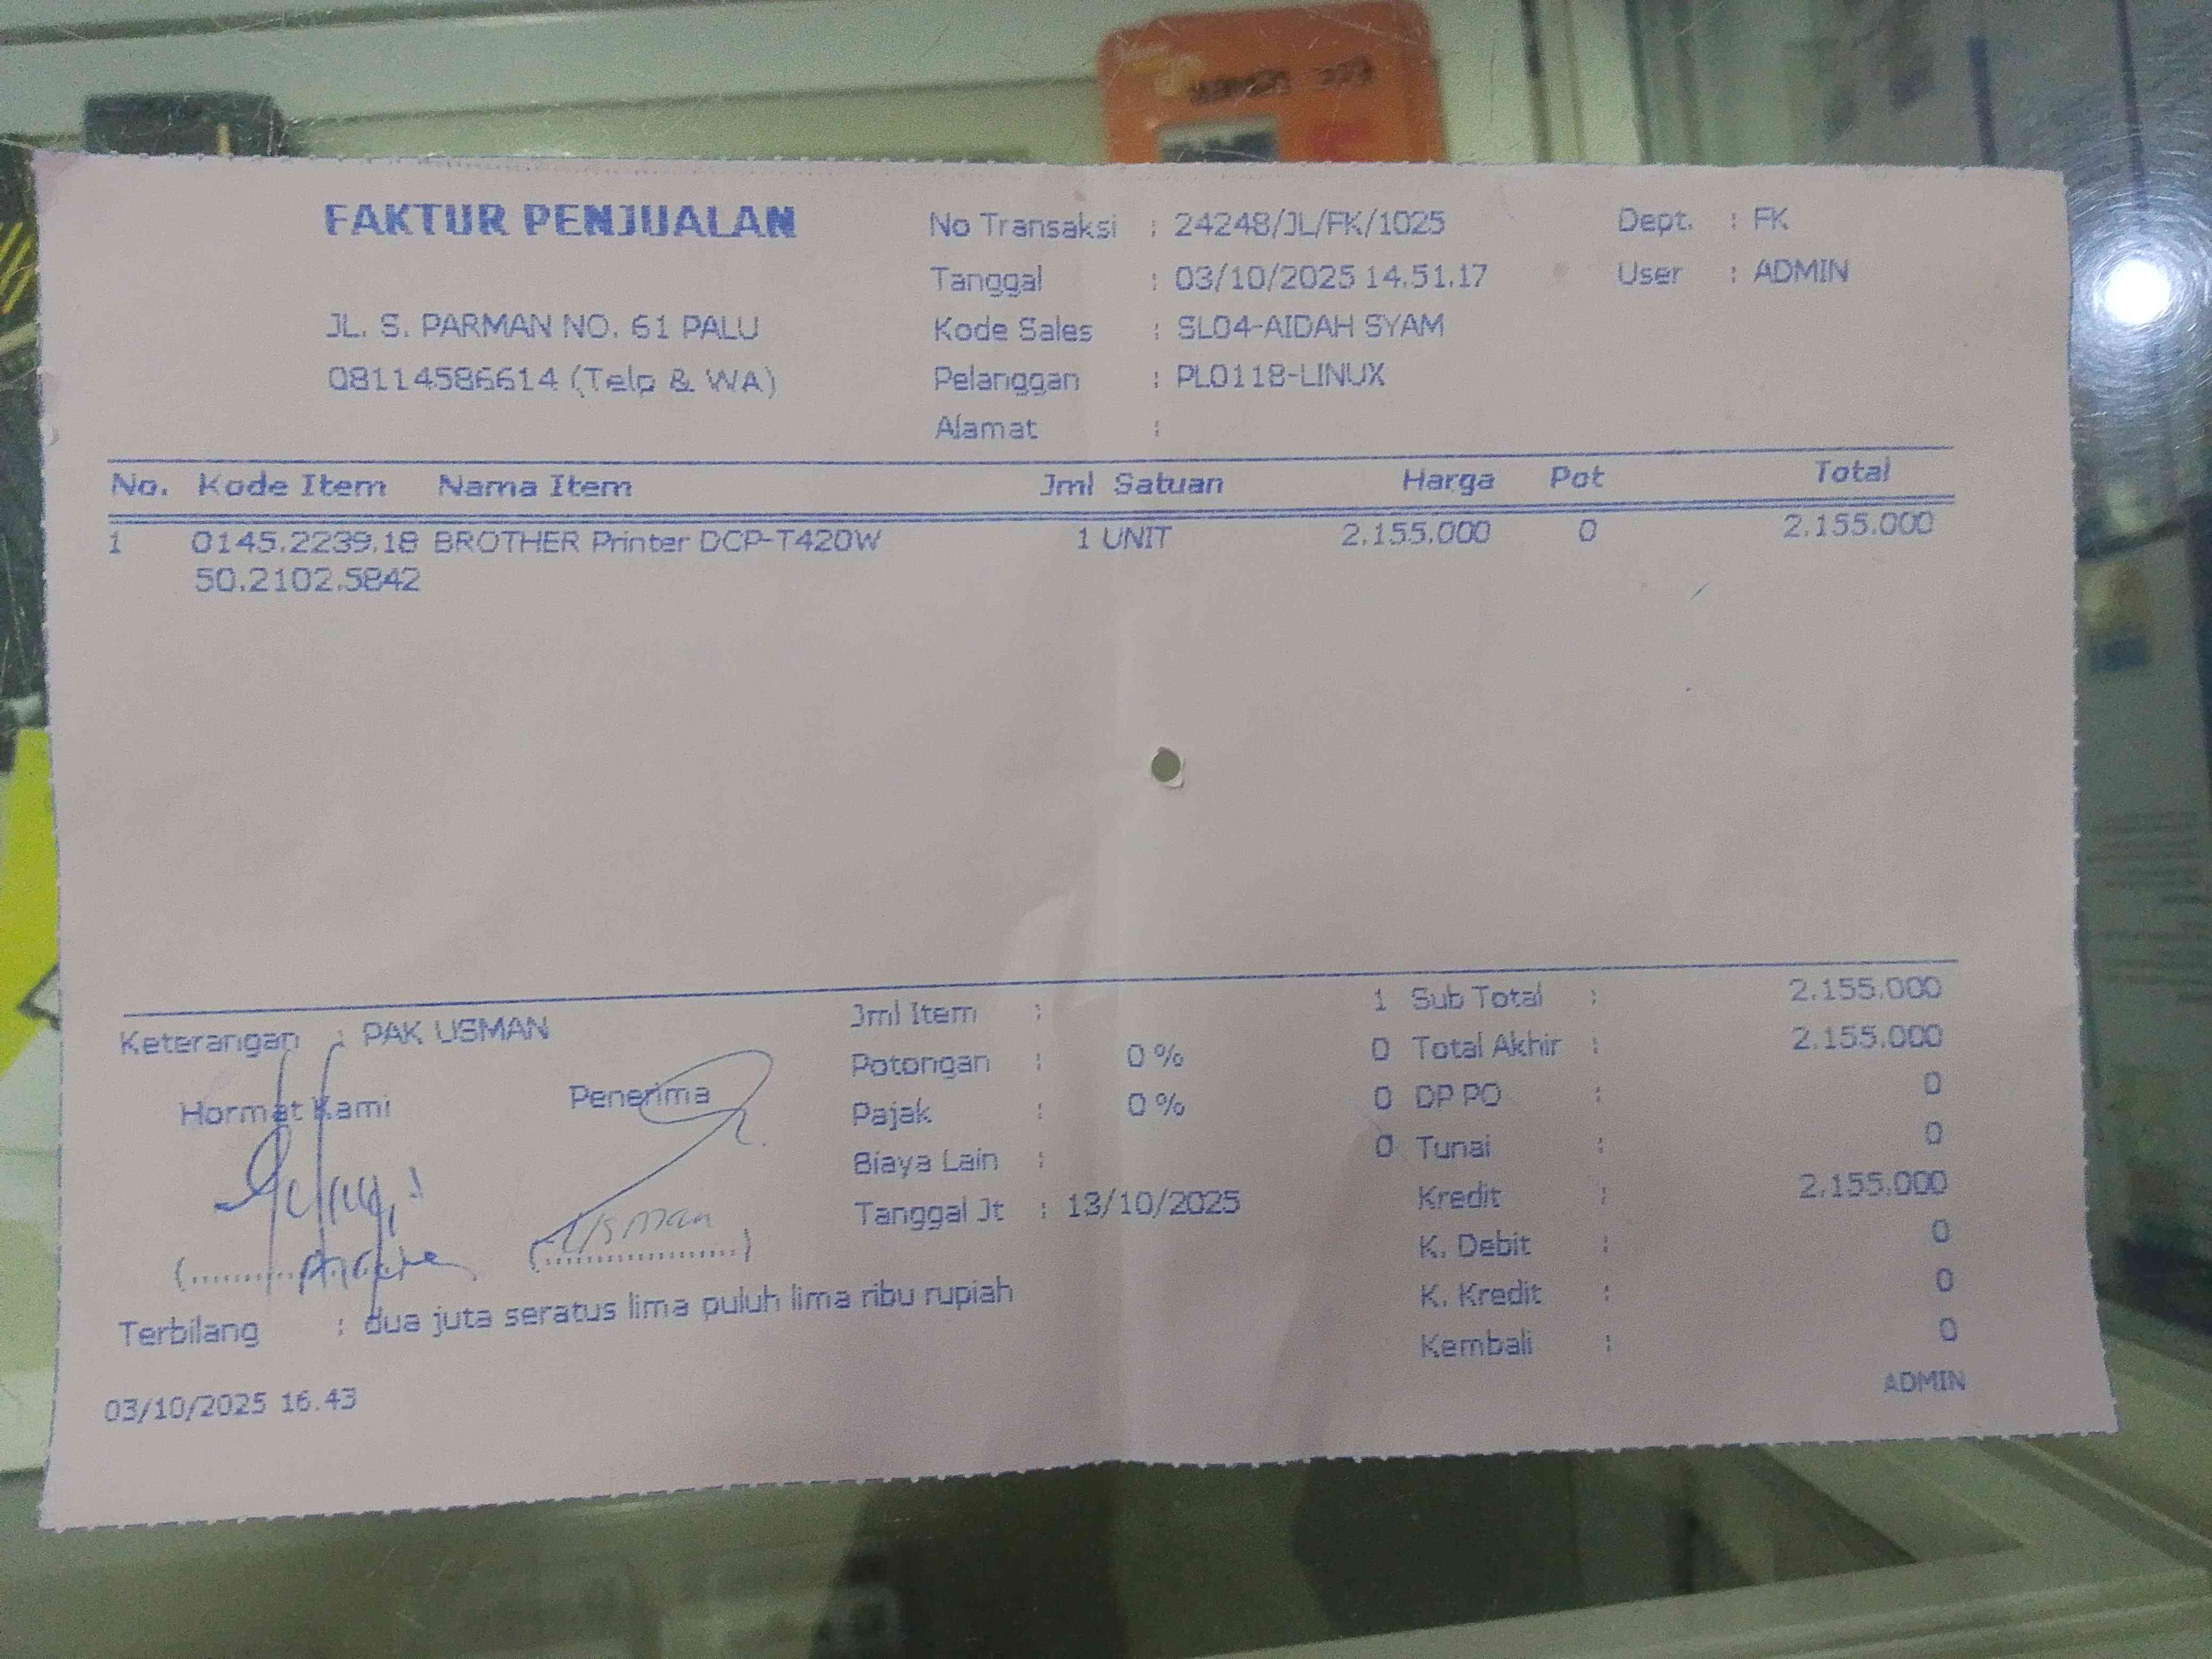 FAKTUR PENJUALAN
JL. S. PARMAN NO. 61 PALU
08114586614 (Telp & WA)
No Transaksi : 24248/JL/FK/1025
Tanggal : 03/10/2025 14.51.17
Kode Sales : SL04-AIDAH SYAM
Pelanggan : PL0118-LINUX
Alamat :
Dept. : FK
User : ADMIN
No. Kode Item Nama Item Jml Satuan Harga Pot Total
1 0145.2239.18 BROTHER Printer DCP-T420W 1 UNIT 2.155.000 0 2.155.000
50.2102.5842
Keterangan : PAK USMAN
Hormat Kami Penerima
Usman
(....................) (....................)
Jml Item : 1
Potongan : 0 % 0
Pajak : 0 % 0
Biaya Lain : 0
Tanggal Jt : 13/10/2025
Sub Total : 2.155.000
Total Akhir : 2.155.000
DP PO : 0
Tunai : 0
Kredit : 2.155.000
K. Debit : 0
K. Kredit : 0
Kembali : 0
Terbilang : dua juta seratus lima puluh lima ribu rupiah
03/10/2025 16.43
ADMIN